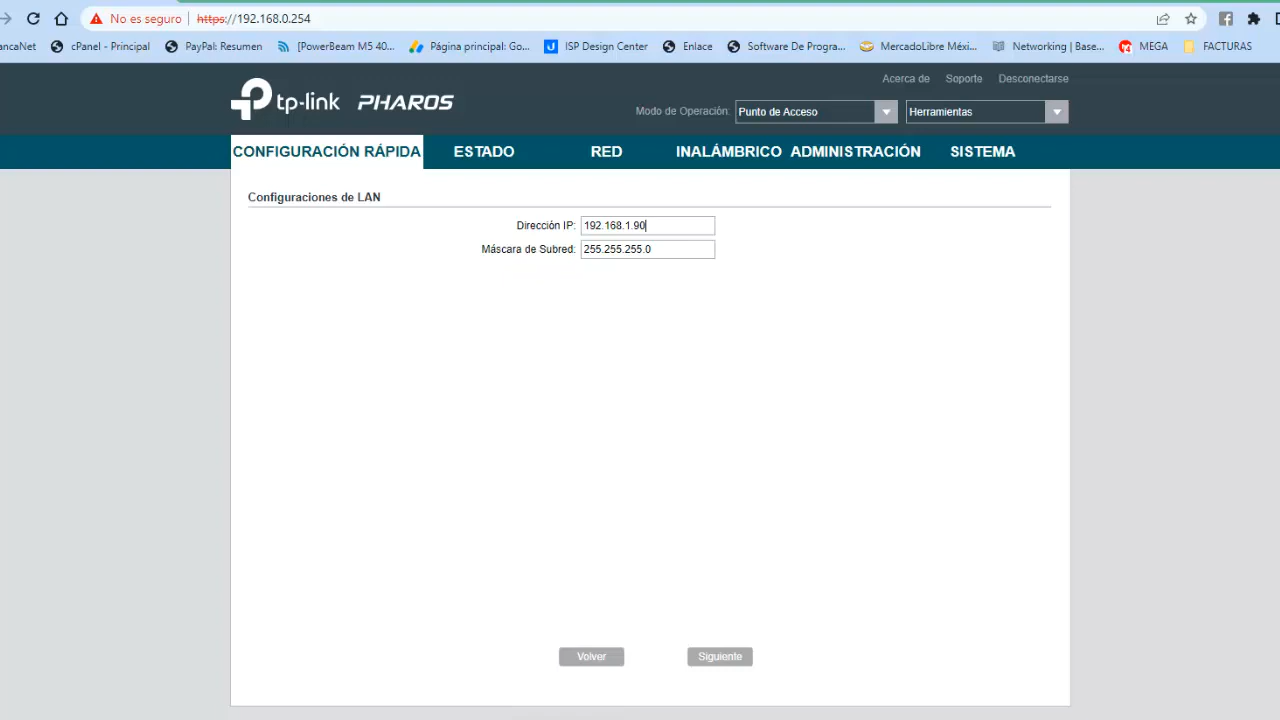 No es seguro https://192.168.0.254
ancaNet cPanel - Principal PayPal: Resumen [PowerBeam M5 40... Página principal: Go... ISP Design Center Enlace Software De Progra... MercadoLibre Méxi... Networking | Base... MEGA FACTURAS
Acerca de Soporte Desconectarse
tp-link PHAROS
Modo de Operación: Punto de Acceso Herramientas
CONFIGURACIÓN RÁPIDA ESTADO RED INALÁMBRICO ADMINISTRACIÓN SISTEMA
Configuraciones de LAN
Dirección IP: 192.168.1.90
Máscara de Subred: 255.255.255.0
Volver Siguiente